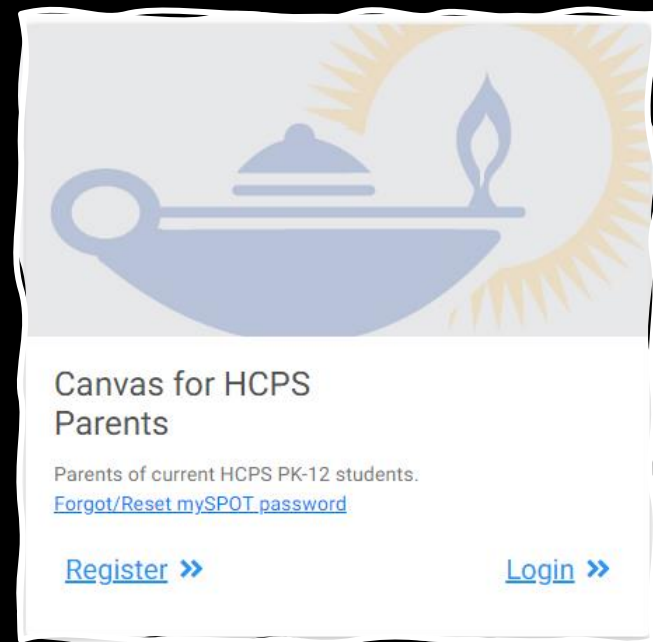 Canvas for HCPS
Parents
Parents of current HCPS PK-12 students.
Forgot/Reset mySPOT password
Register »
Login »